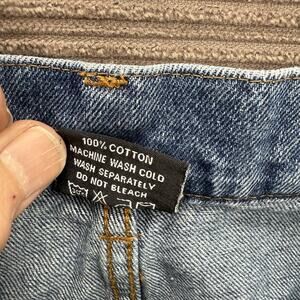 100% COTTON
MACHINE WASH COLD
WASH SEPARATELY
DO NOT BLEACH